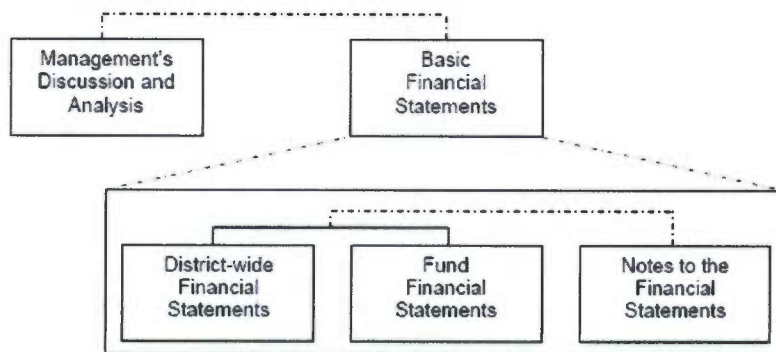 Management's
Discussion and
Analysis
Basic
Financial
Statements
District-wide
Financial
Statements
Fund
Financial
Statements
Notes to the
Financial
Statements